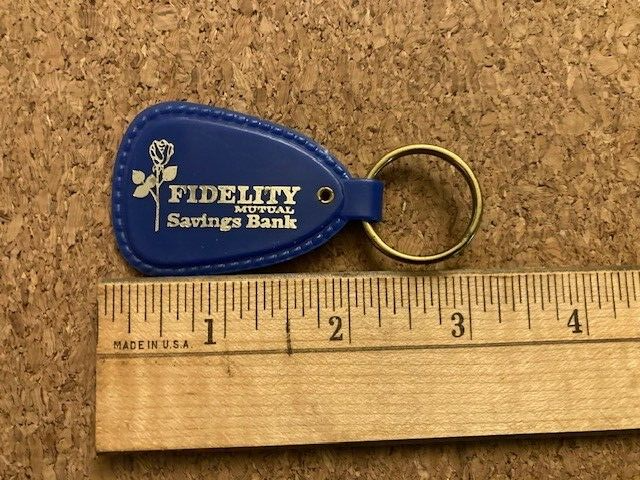 FIDELITY
MUTUAL
Savings Bank
1 2 3 4
MADE IN U.S.A.